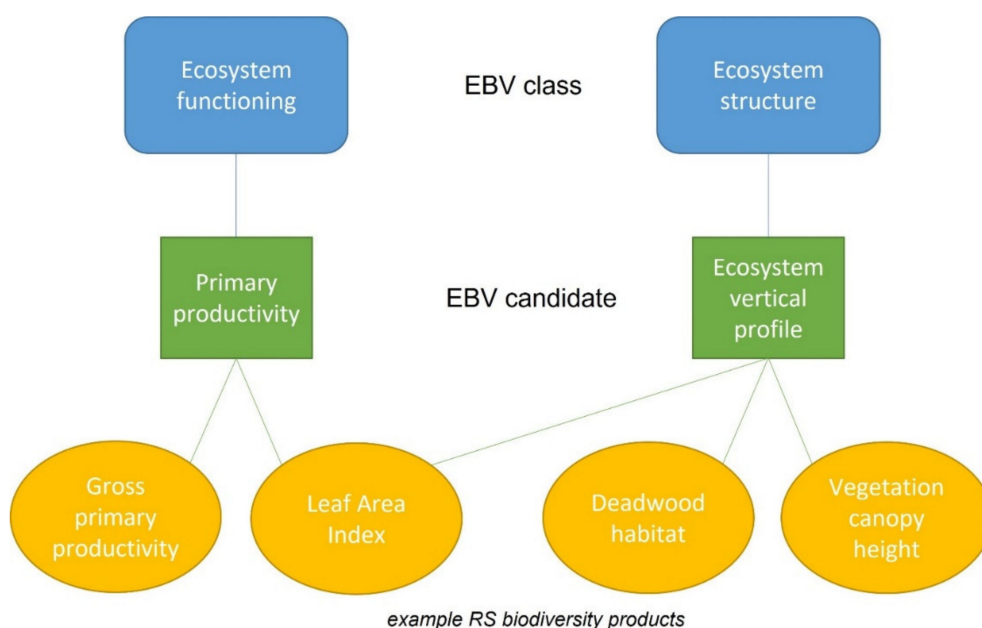 Ecosystem
functioning
EBV class
Ecosystem
structure
Primary
productivity
EBV candidate
Ecosystem
vertical
profile
Gross
primary
productivity
Leaf Area
Index
Deadwood
habitat
Vegetation
canopy
height
example RS biodiversity products